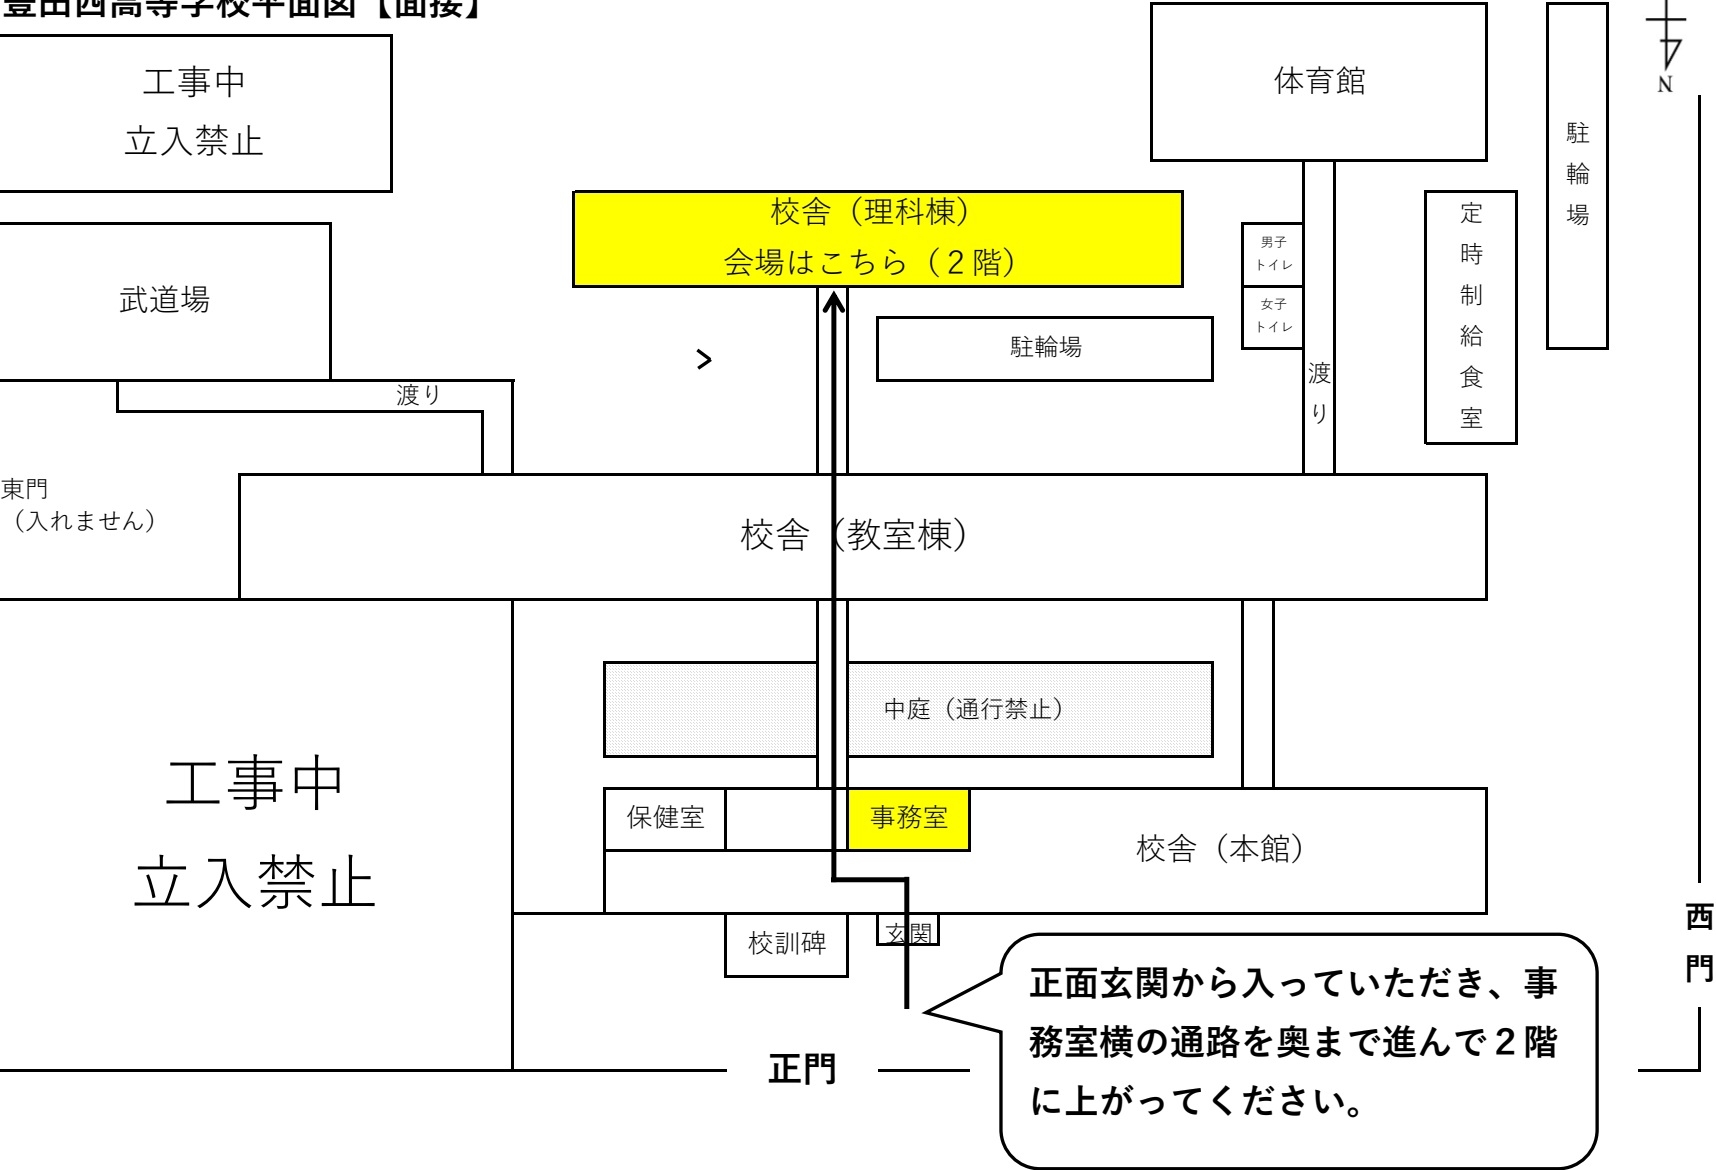 豊田西高等学校平面図【面接】
N
工事中
立入禁止
体育館
駐輪場
校舎（理科棟）
会場はこちら（２階）
男子
トイレ
女子
トイレ
定時制給食室
武道場
駐輪場
渡り
渡り
東門
（入れません）
校舎（教室棟）
中庭（通行禁止）
工事中
立入禁止
保健室
事務室
校舎（本館）
校訓碑
玄関
西門
正面玄関から入っていただき、事
務室横の通路を奥まで進んで２階
に上がってください。
正門